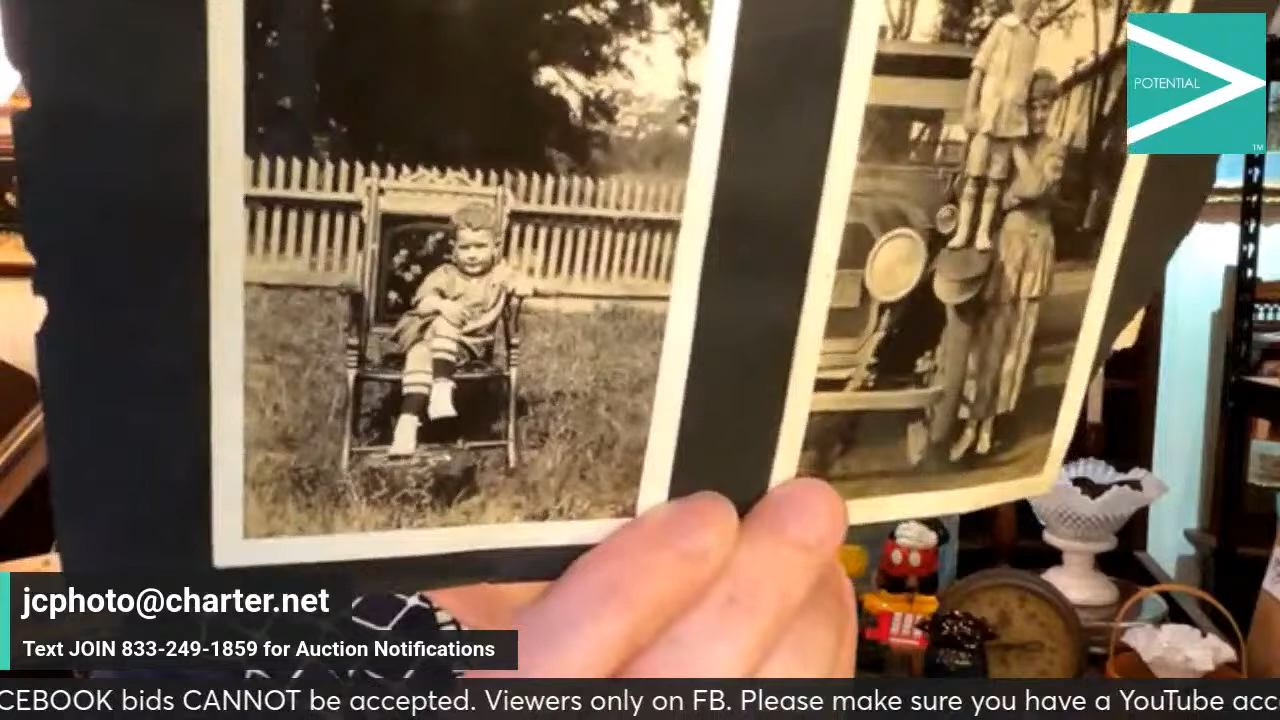 POTENTIAL
TM
jcphoto@charter.net
Text JOIN 833-249-1859 for Auction Notifications
CEBOOK bids CANNOT be accepted. Viewers only on FB. Please make sure you have a YouTube acc